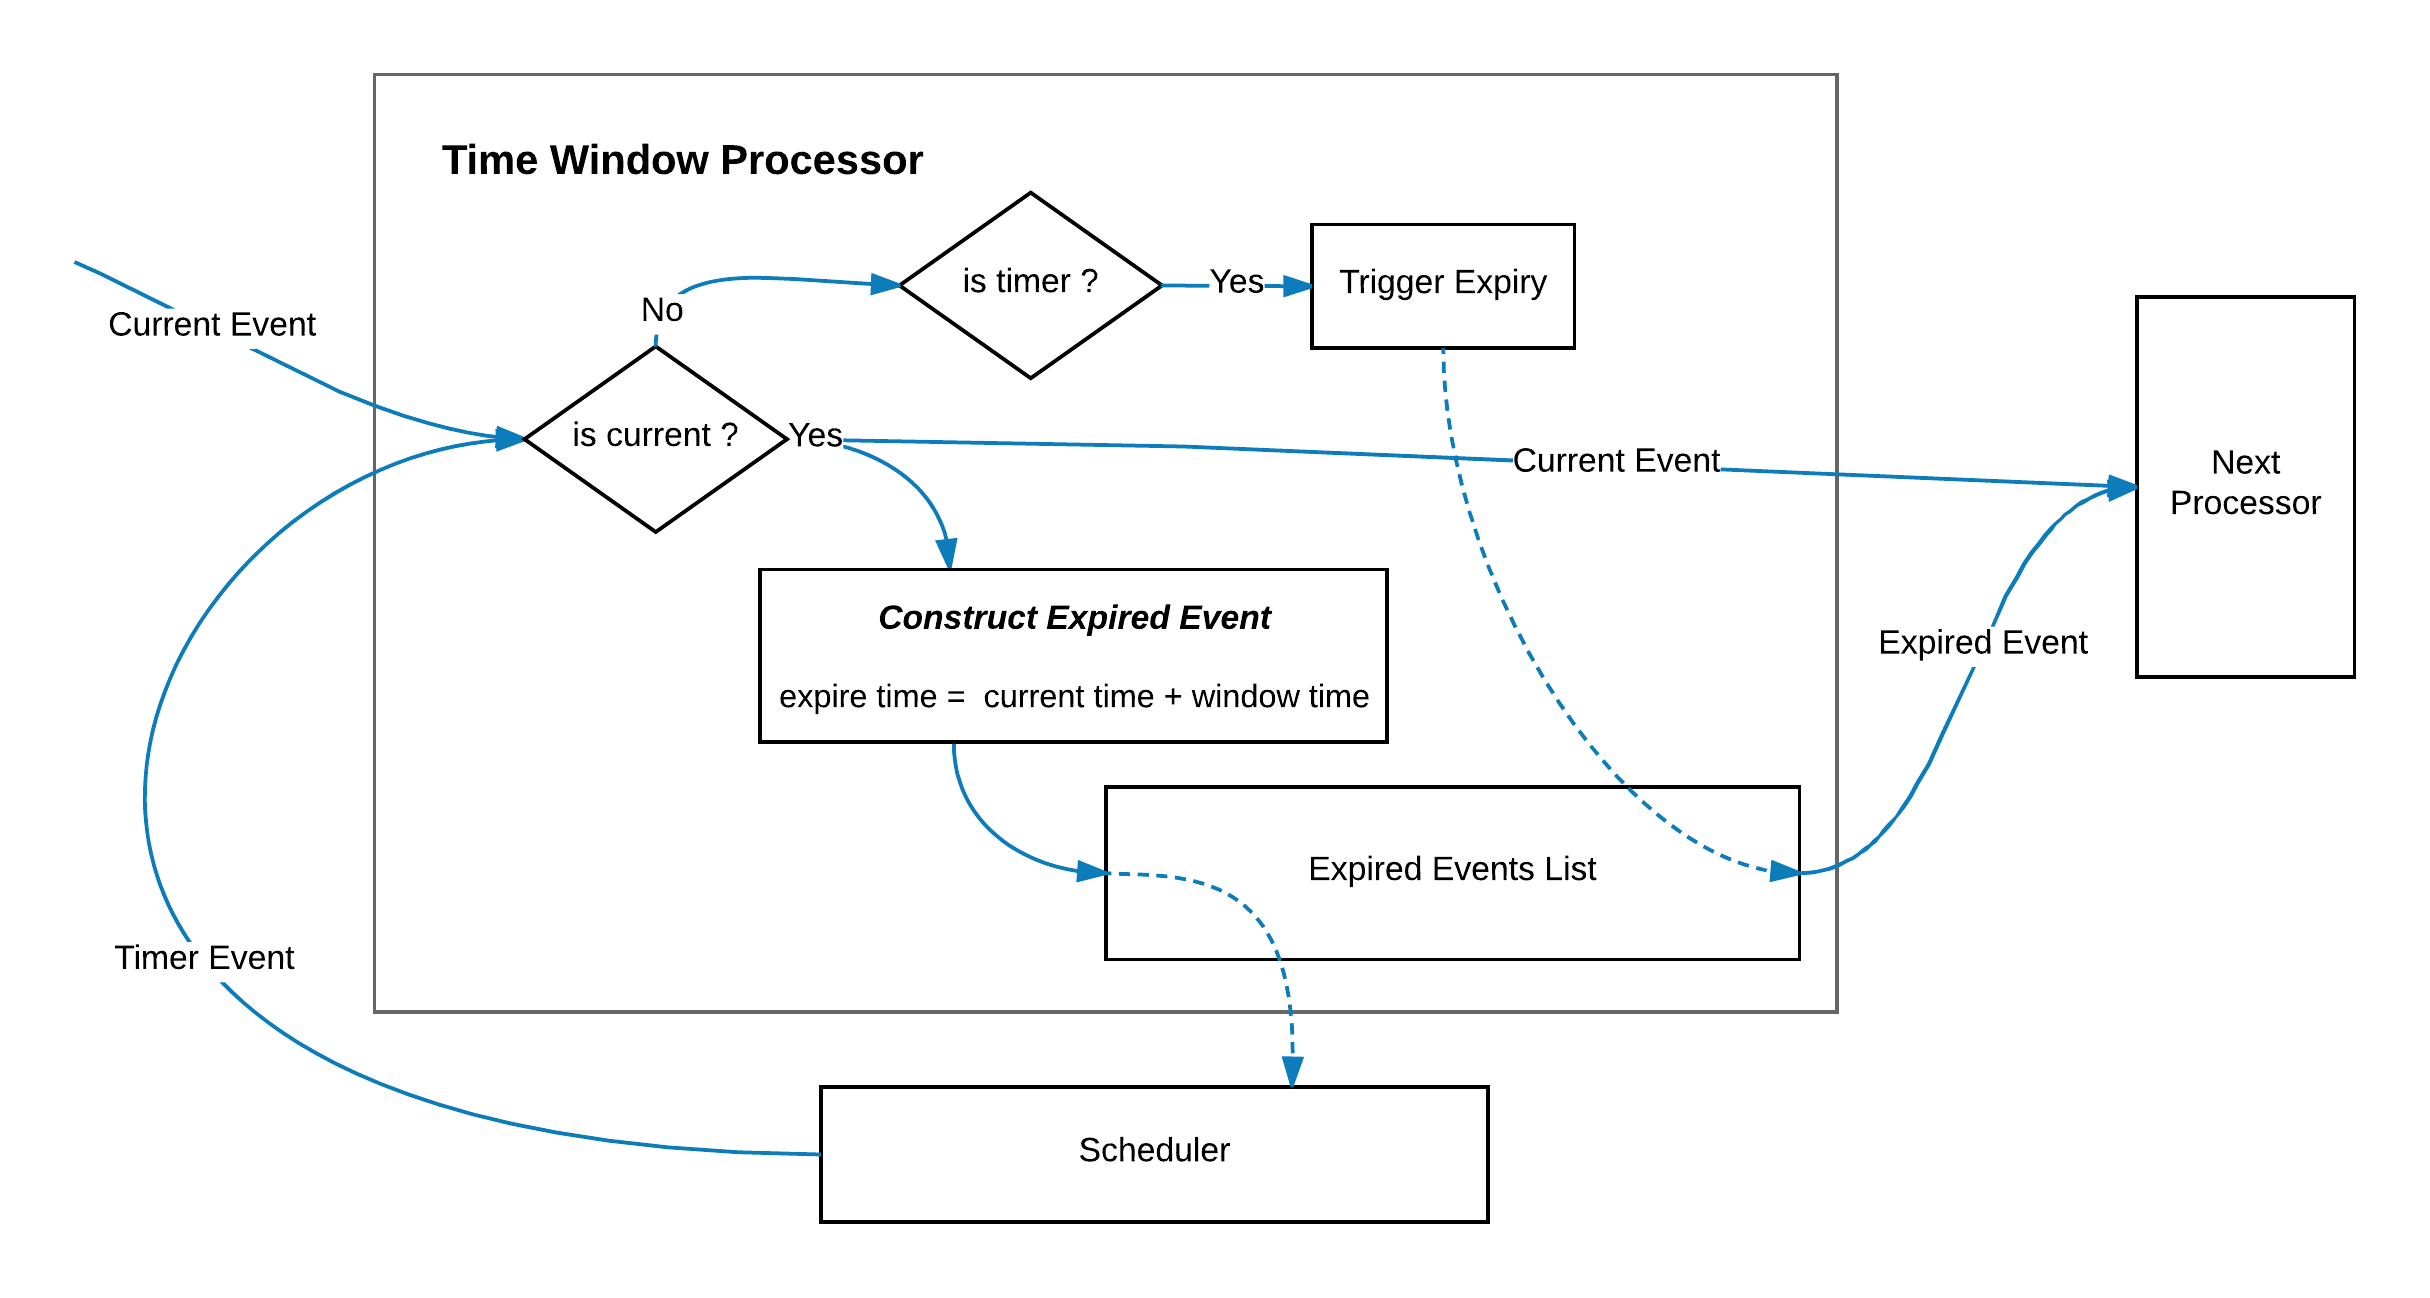 Time Window Processor
is timer ?
Yes
Trigger Expiry
No
Current Event
is current ?
Yes
Current Event
Next
Processor
Construct Expired Event
expire time =  current time + window time
Expired Event
Expired Events List
Timer Event
Scheduler